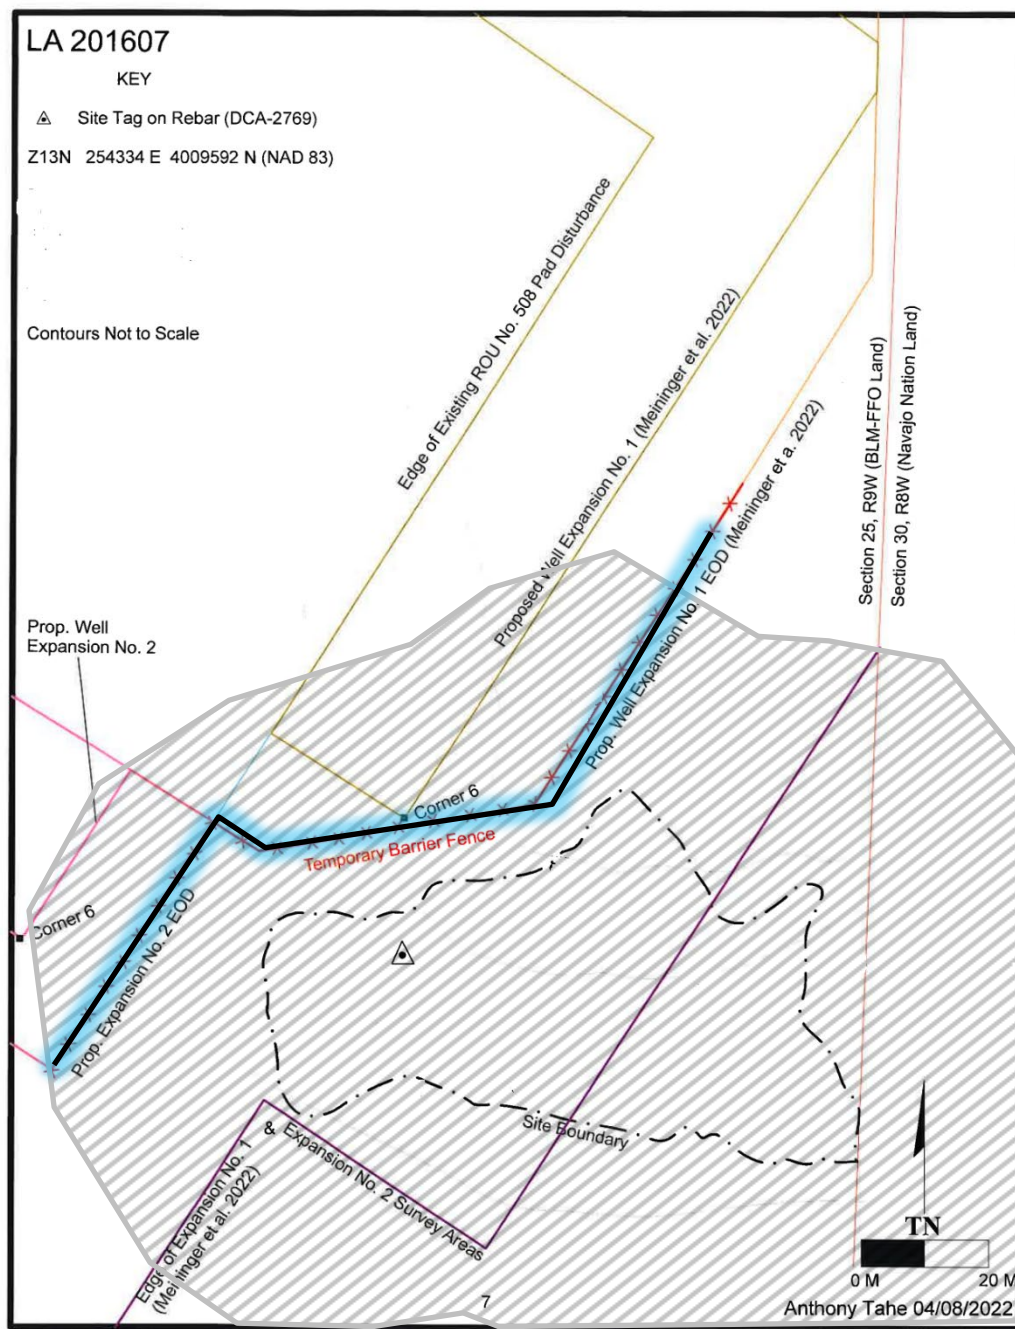 LA 201607
KEY
Site Tag on Rebar (DCA-2769)
Z13N 254334 E 4009592 N (NAD 83)
Contours Not to Scale
Edge of Existing ROU No. 508 Pad Disturbance
Proposed Well Expansion No. 1 (Meininger et al. 2022)
Prop. Well Expansion No. 1 EOD (Meininger et a. 2022)
Section 25, R9W (BLM-FFO Land)
Section 30, R8W (Navajo Nation Land)
Prop. Well
Expansion No. 2
Corner 6
Temporary Barrier Fence
Corner 6
Prop. Expansion No. 2 EOD
Site Boundary
Edge of Expansion No. 1
(Meininger et al. 2022)
& Expansion No. 2 Survey Areas
TN
0 M 20 M
7
Anthony Tahe 04/08/2022